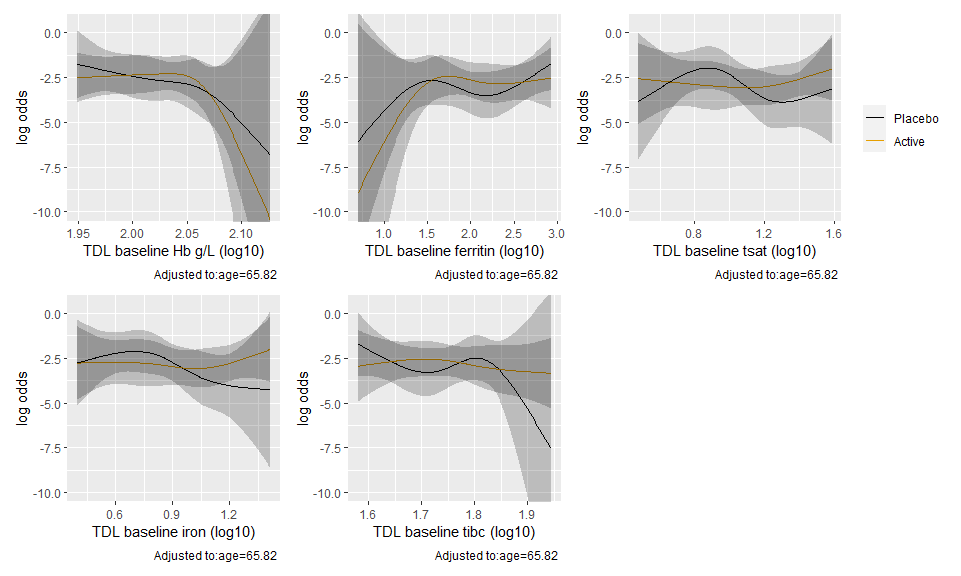 0.0
-2.5
-5.0
-7.5
-10.0
log odds
1.95 2.00 2.05 2.10
TDL baseline Hb g/L (log10)
Adjusted to:age=65.82
0.0
-2.5
-5.0
-7.5
-10.0
log odds
1.0 1.5 2.0 2.5 3.0
TDL baseline ferritin (log10)
Adjusted to:age=65.82
0.0
-2.5
-5.0
-7.5
-10.0
log odds
0.8 1.2 1.6
TDL baseline tsat (log10)
Adjusted to:age=65.82
Placebo
Active
0.0
-2.5
-5.0
-7.5
-10.0
log odds
0.6 0.9 1.2
TDL baseline iron (log10)
Adjusted to:age=65.82
0.0
-2.5
-5.0
-7.5
-10.0
log odds
1.6 1.7 1.8 1.9
TDL baseline tibc (log10)
Adjusted to:age=65.82